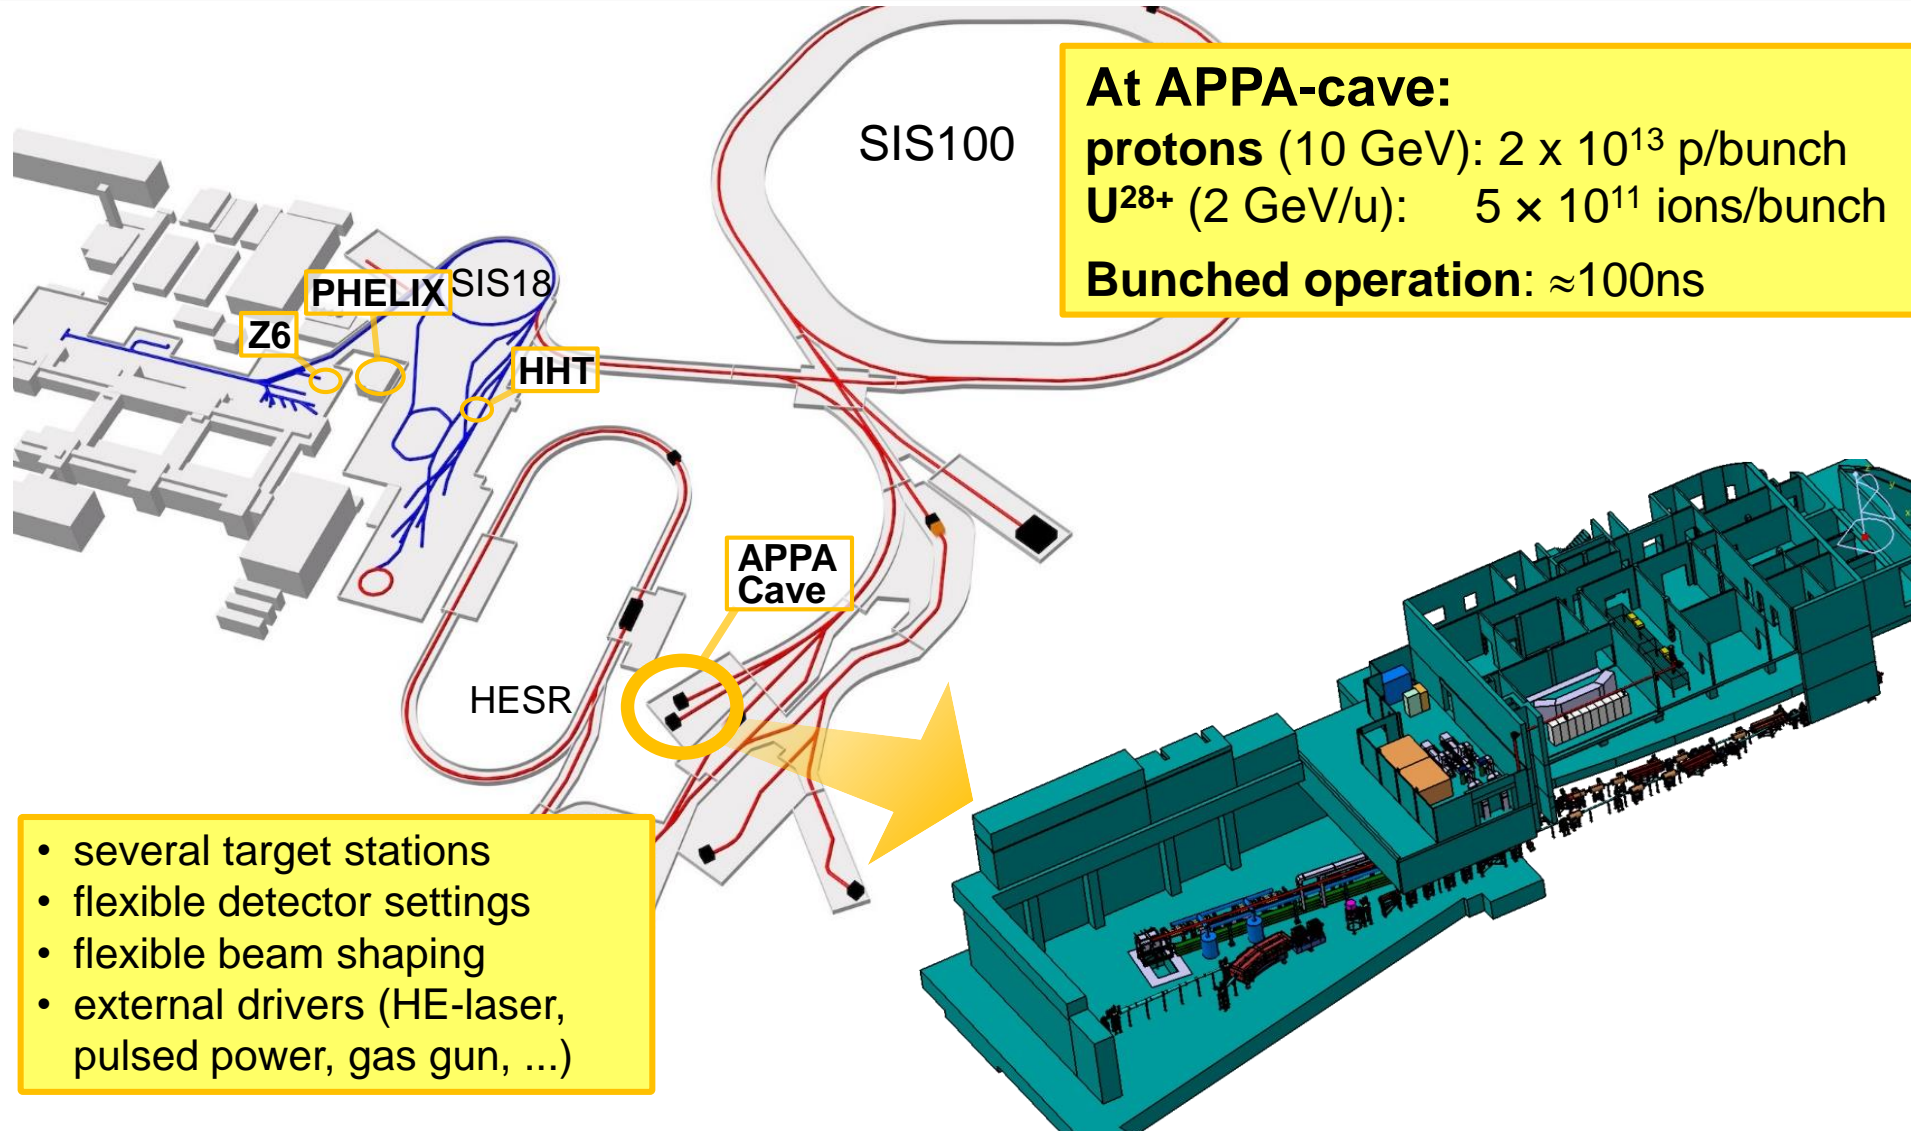 SIS100
At APPA-cave:
protons (10 GeV): 2 x 10¹³ p/bunch
U²⁸⁺ (2 GeV/u): 5 × 10¹¹ ions/bunch
Bunched operation: ≈100ns
PHELIX
SIS18
Z6
HHT
APPA
Cave
HESR
• several target stations
• flexible detector settings
• flexible beam shaping
• external drivers (HE-laser,
pulsed power, gas gun, ...)
z
y
x